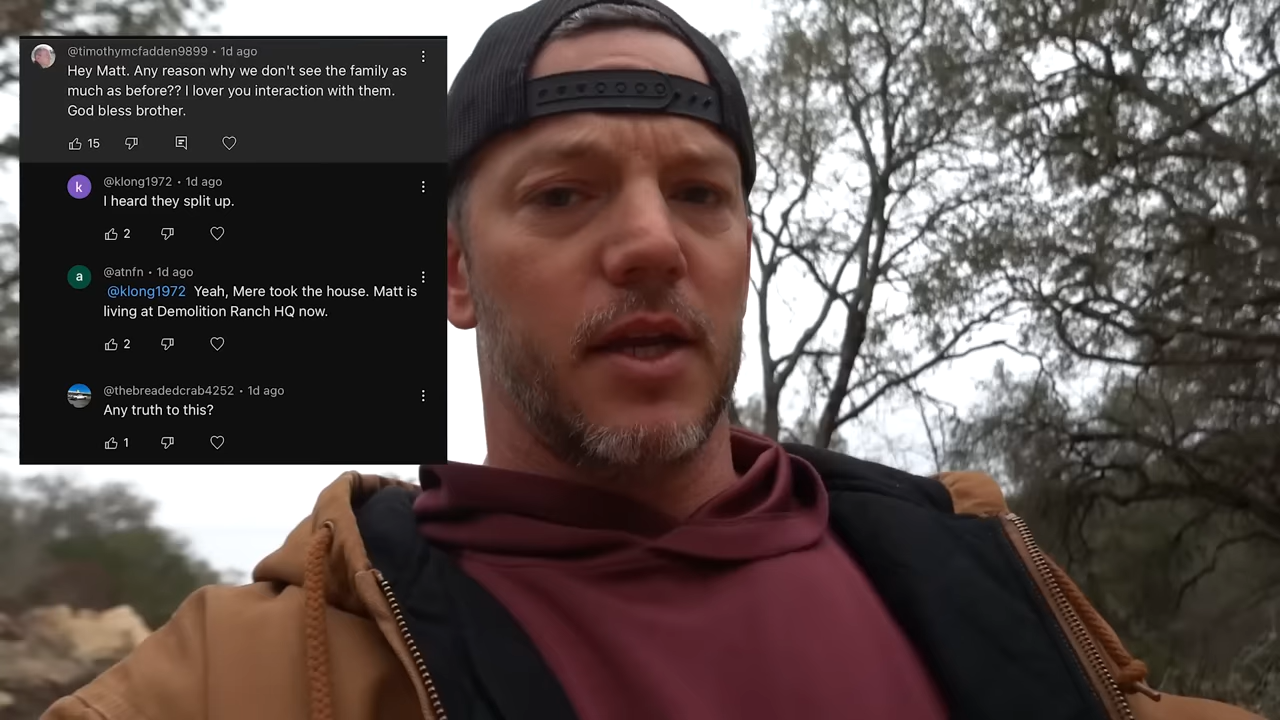 @timothymcfadden9899 • 1d ago
Hey Matt. Any reason why we don't see the family as
much as before?? I lover you interaction with them.
God bless brother.
15
k
@klong1972 • 1d ago
I heard they split up.
2
a
@atnfn • 1d ago
@klong1972 Yeah, Mere took the house. Matt is
living at Demolition Ranch HQ now.
2
@thebreadedcrab4252 • 1d ago
Any truth to this?
1